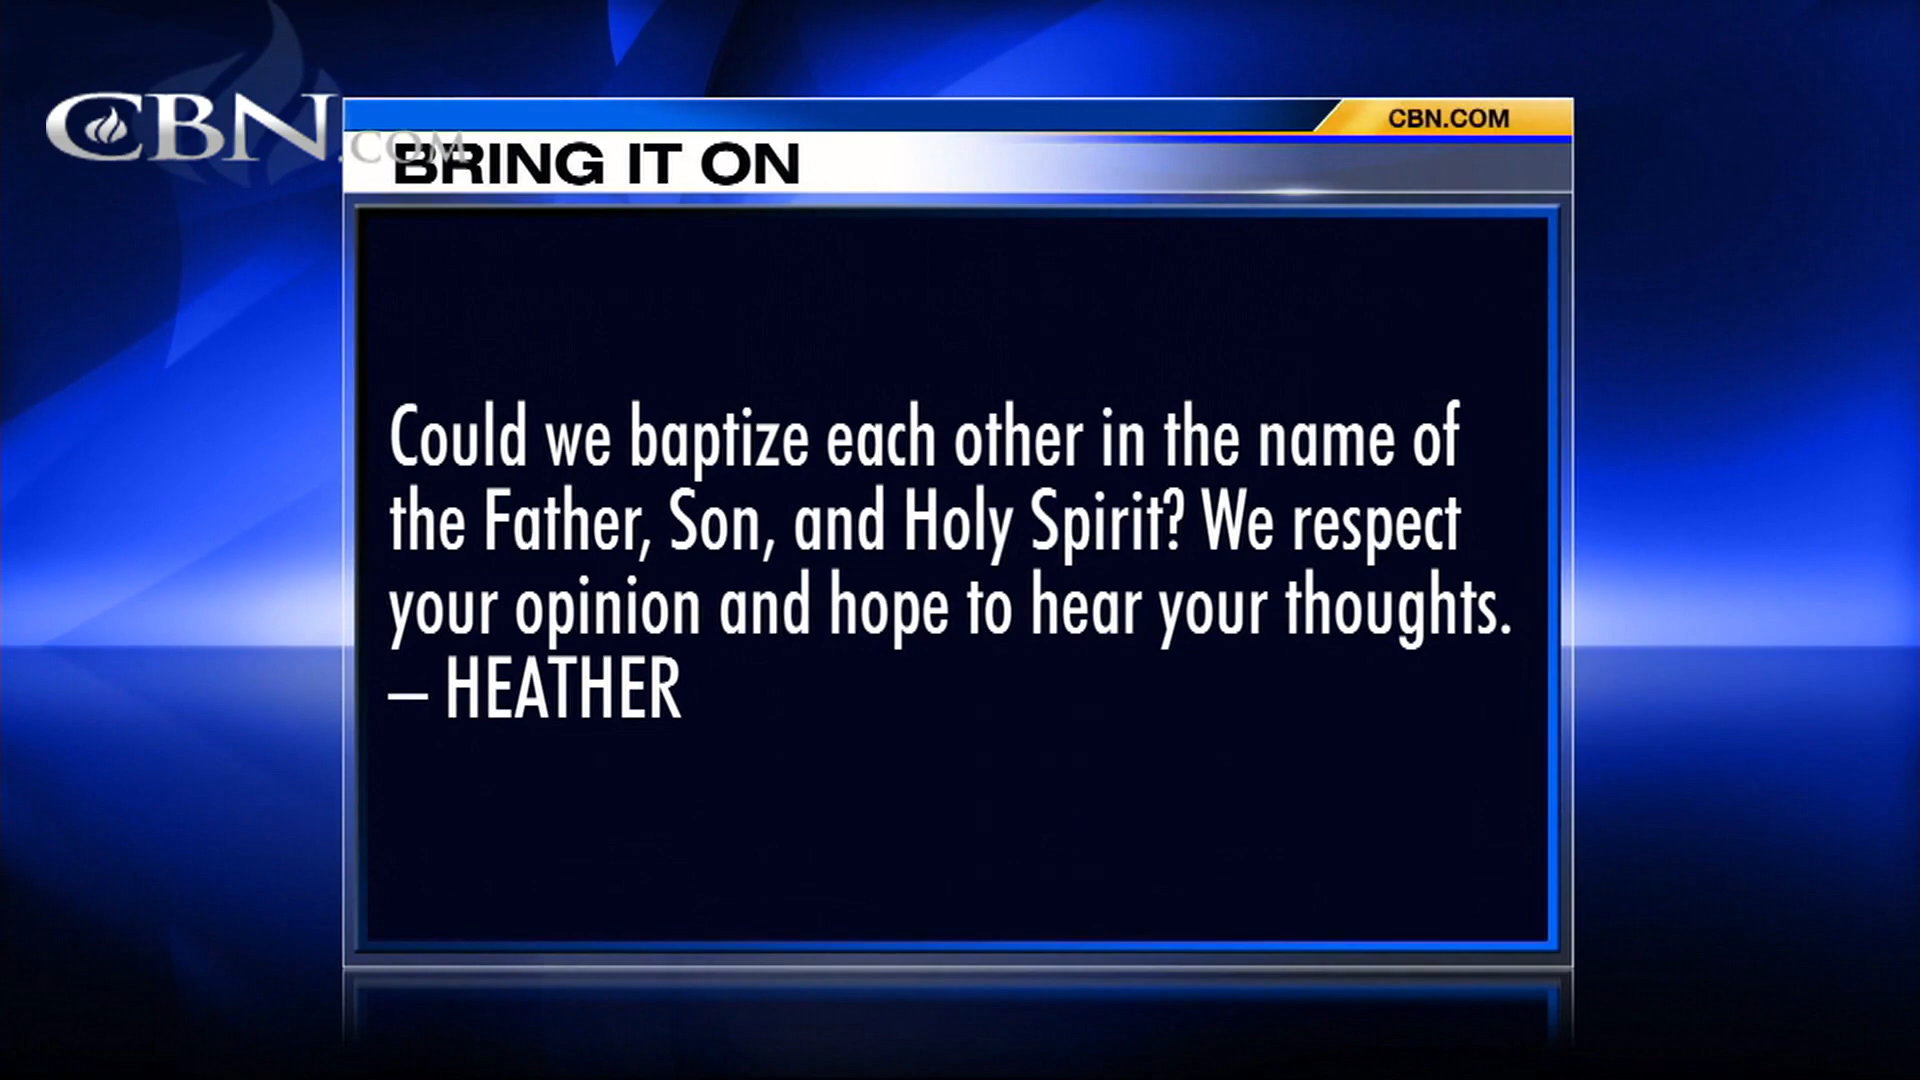 CBN.COM
CBN.COM
BRING IT ON
Could we baptize each other in the name of
the Father, Son, and Holy Spirit? We respect
your opinion and hope to hear your thoughts.
– HEATHER